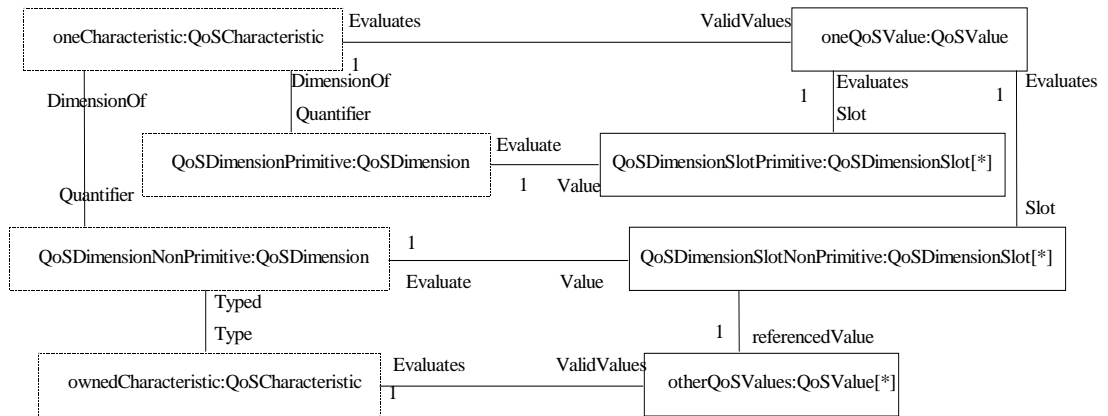 Evaluates
ValidValues
oneCharacteristic:QoSCharacteristic
oneQoSValue:QoSValue
1
DimensionOf
DimensionOf
Evaluates
Evaluates
1
1
Quantifier
Slot
QoSDimensionPrimitive:QoSDimension
Evaluate
QoSDimensionSlotPrimitive:QoSDimensionSlot[*]
1
Value
Quantifier
Slot
QoSDimensionNonPrimitive:QoSDimension
1
QoSDimensionSlotNonPrimitive:QoSDimensionSlot[*]
Evaluate
Value
Typed
Type
1
referencedValue
Evaluates
ValidValues
ownedCharacteristic:QoSCharacteristic
otherQoSValues:QoSValue[*]
1